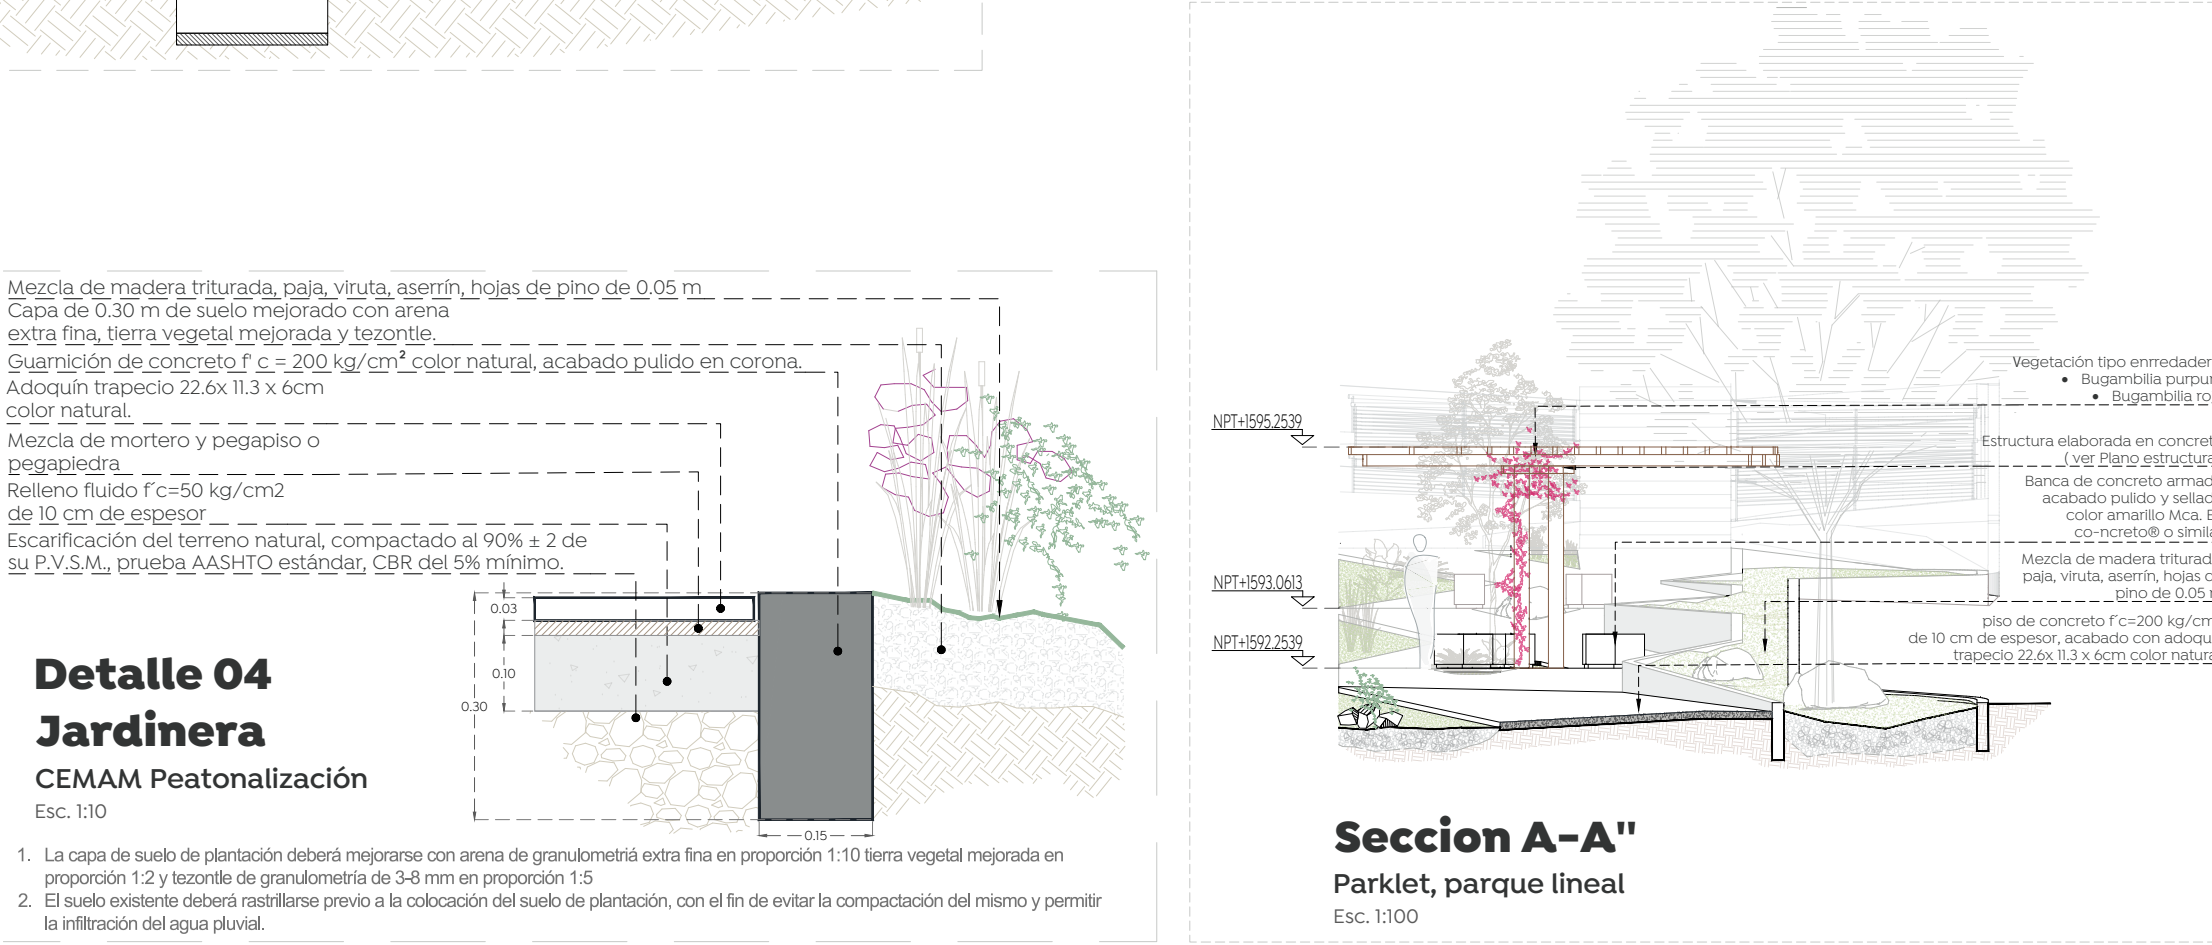 Mezcla de madera triturada, paja, viruta, aserrín, hojas de pino de 0.05 m
Capa de 0.30 m de suelo mejorado con arena
extra fina, tierra vegetal mejorada y tezontle.
Guarnición de concreto f' c = 200 kg/cm² color natural, acabado pulido en corona.
Adoquín trapecio 22.6x 11.3 x 6cm
color natural.
Mezcla de mortero y pegapiso o
pegapiedra
Relleno fluido f´c=50 kg/cm2
de 10 cm de espesor
Escarificación del terreno natural, compactado al 90% ± 2 de
su P.V.S.M., prueba AASHTO estándar, CBR del 5% mínimo.
0.03
0.10
0.30
0.15
Detalle 04
Jardinera
CEMAM Peatonalización
Esc. 1:10
1. La capa de suelo de plantación deberá mejorarse con arena de granulometriá extra fina en proporción 1:10 tierra vegetal mejorada en
proporción 1:2 y tezontle de granulometría de 3-8 mm en proporción 1:5
2. El suelo existente deberá rastrillarse previo a la colocación del suelo de plantación, con el fin de evitar la compactación del mismo y permitir
la infiltración del agua pluvial.
NPT+1595.2539
NPT+1593.0613
NPT+1592.2539
Vegetación tipo enrredader
• Bugambilia purpur
• Bugambilia ro
Estructura elaborada en concret
( ver Plano estructura
Banca de concreto armad
acabado pulido y sellad
color amarillo Mca. E
co-ncreto® o simila
Mezcla de madera triturad
paja, viruta, aserrín, hojas d
pino de 0.05
piso de concreto f´c=200 kg/cm
de 10 cm de espesor, acabado con adoqu
trapecio 22.6x 11.3 x 6cm color natura
Seccion A-A"
Parklet, parque lineal
Esc. 1:100